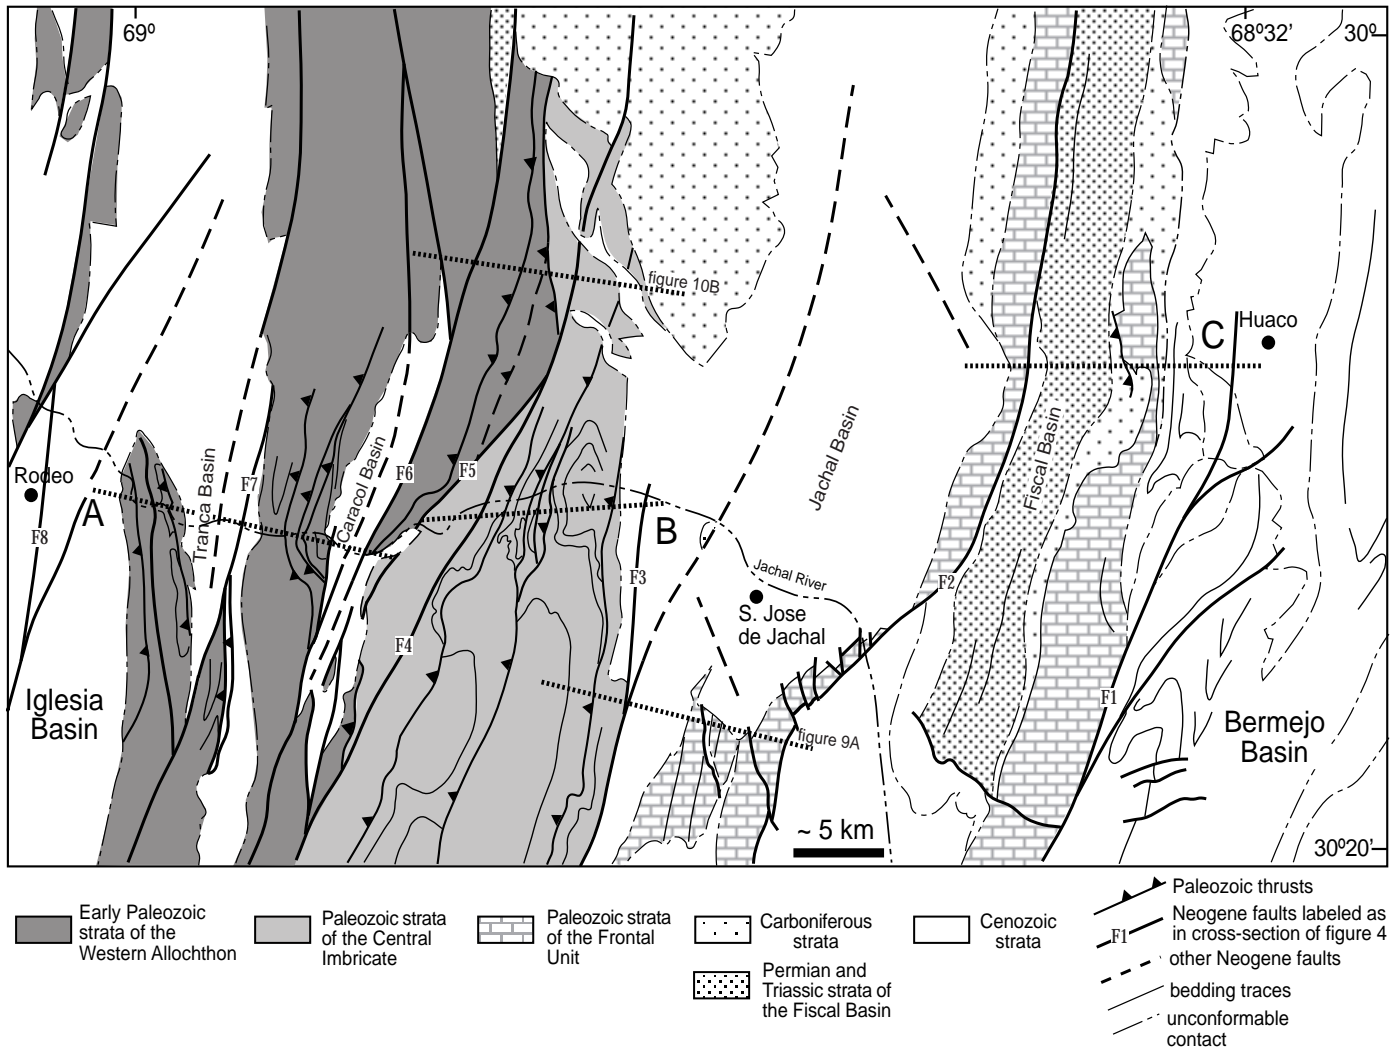 69º
68º32’
30º
figure 10B
C
Huaco
Jachal Basin
Fiscal Basin
Rodeo
A
Tranca Basin
F7
Caracol Basin
F6
F5
F8
B
F3
Jachal River
S. Jose
de Jachal
F2
F4
F1
Iglesia
Basin
figure 9A
Bermejo
Basin
~ 5 km
30º20’
Early Paleozoic
strata of the
Western Allochthon
Paleozoic strata
of the Central
Imbricate
Paleozoic strata
of the Frontal
Unit
Carboniferous
strata
Permian and
Triassic strata of
the Fiscal Basin
Cenozoic
strata
Paleozoic thrusts
F1
Neogene faults labeled as
in cross-section of figure 4
other Neogene faults
bedding traces
unconformable
contact